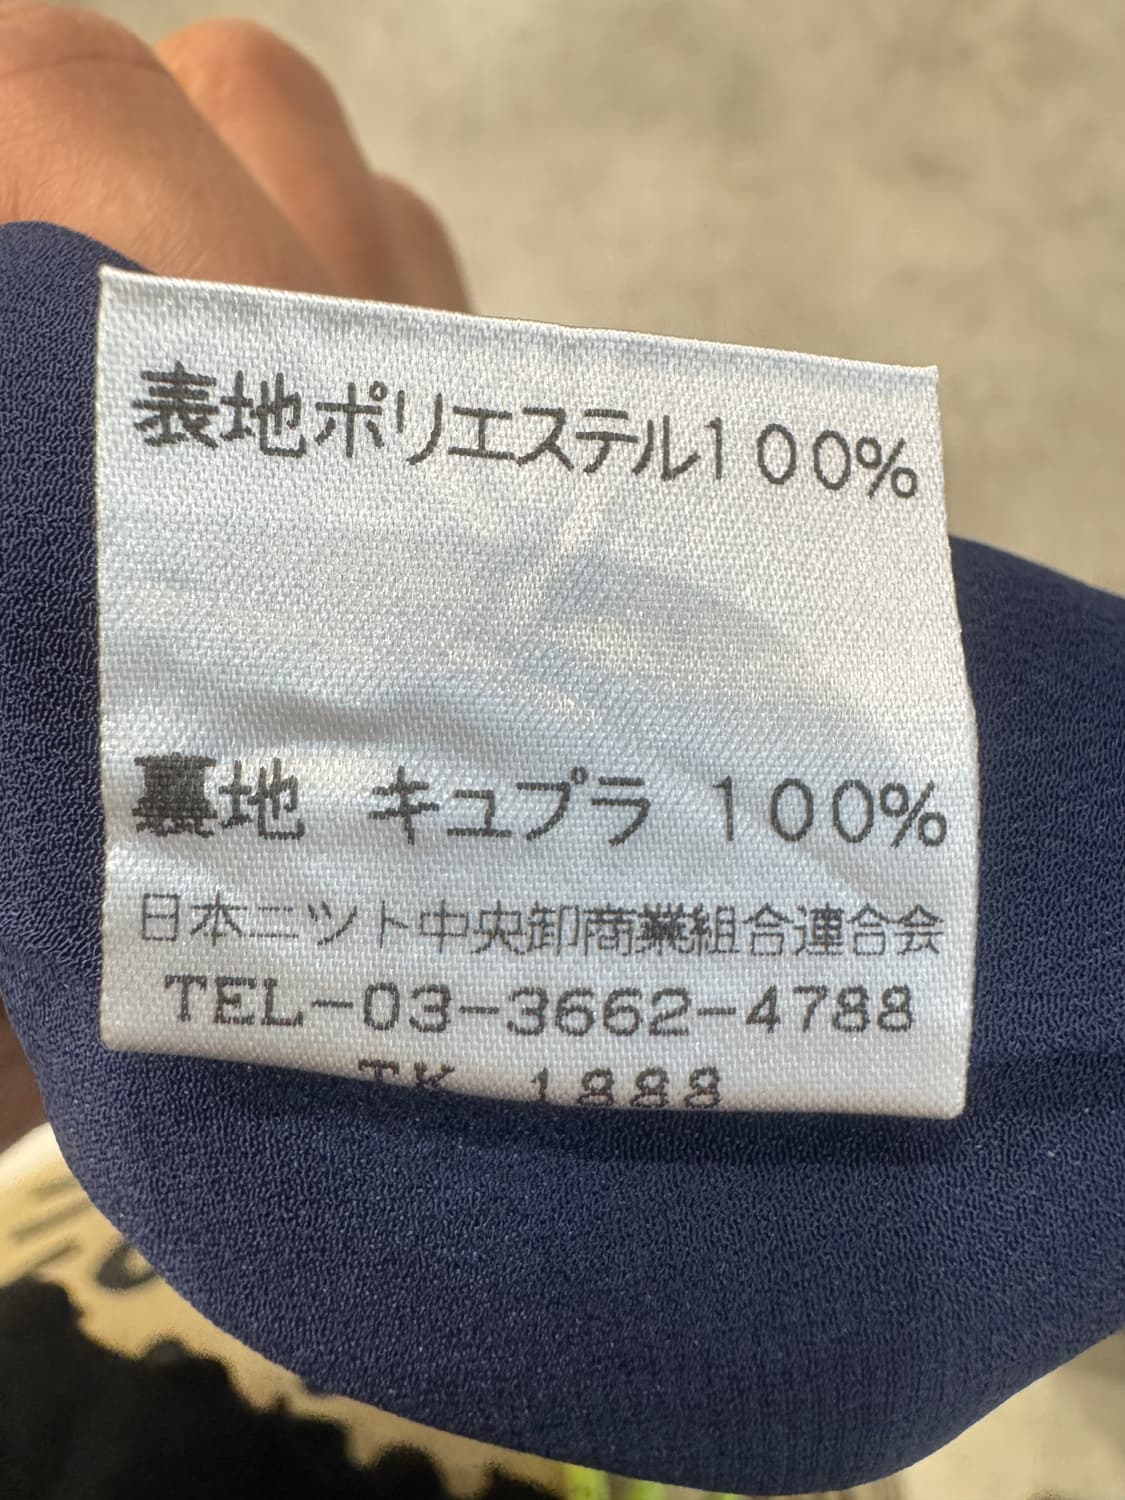 表地ポリエステル100%
裏地 キュプラ 100%
日本ニット中央卸商業組合連合会
TEL-03-3662-4788
TK 1888